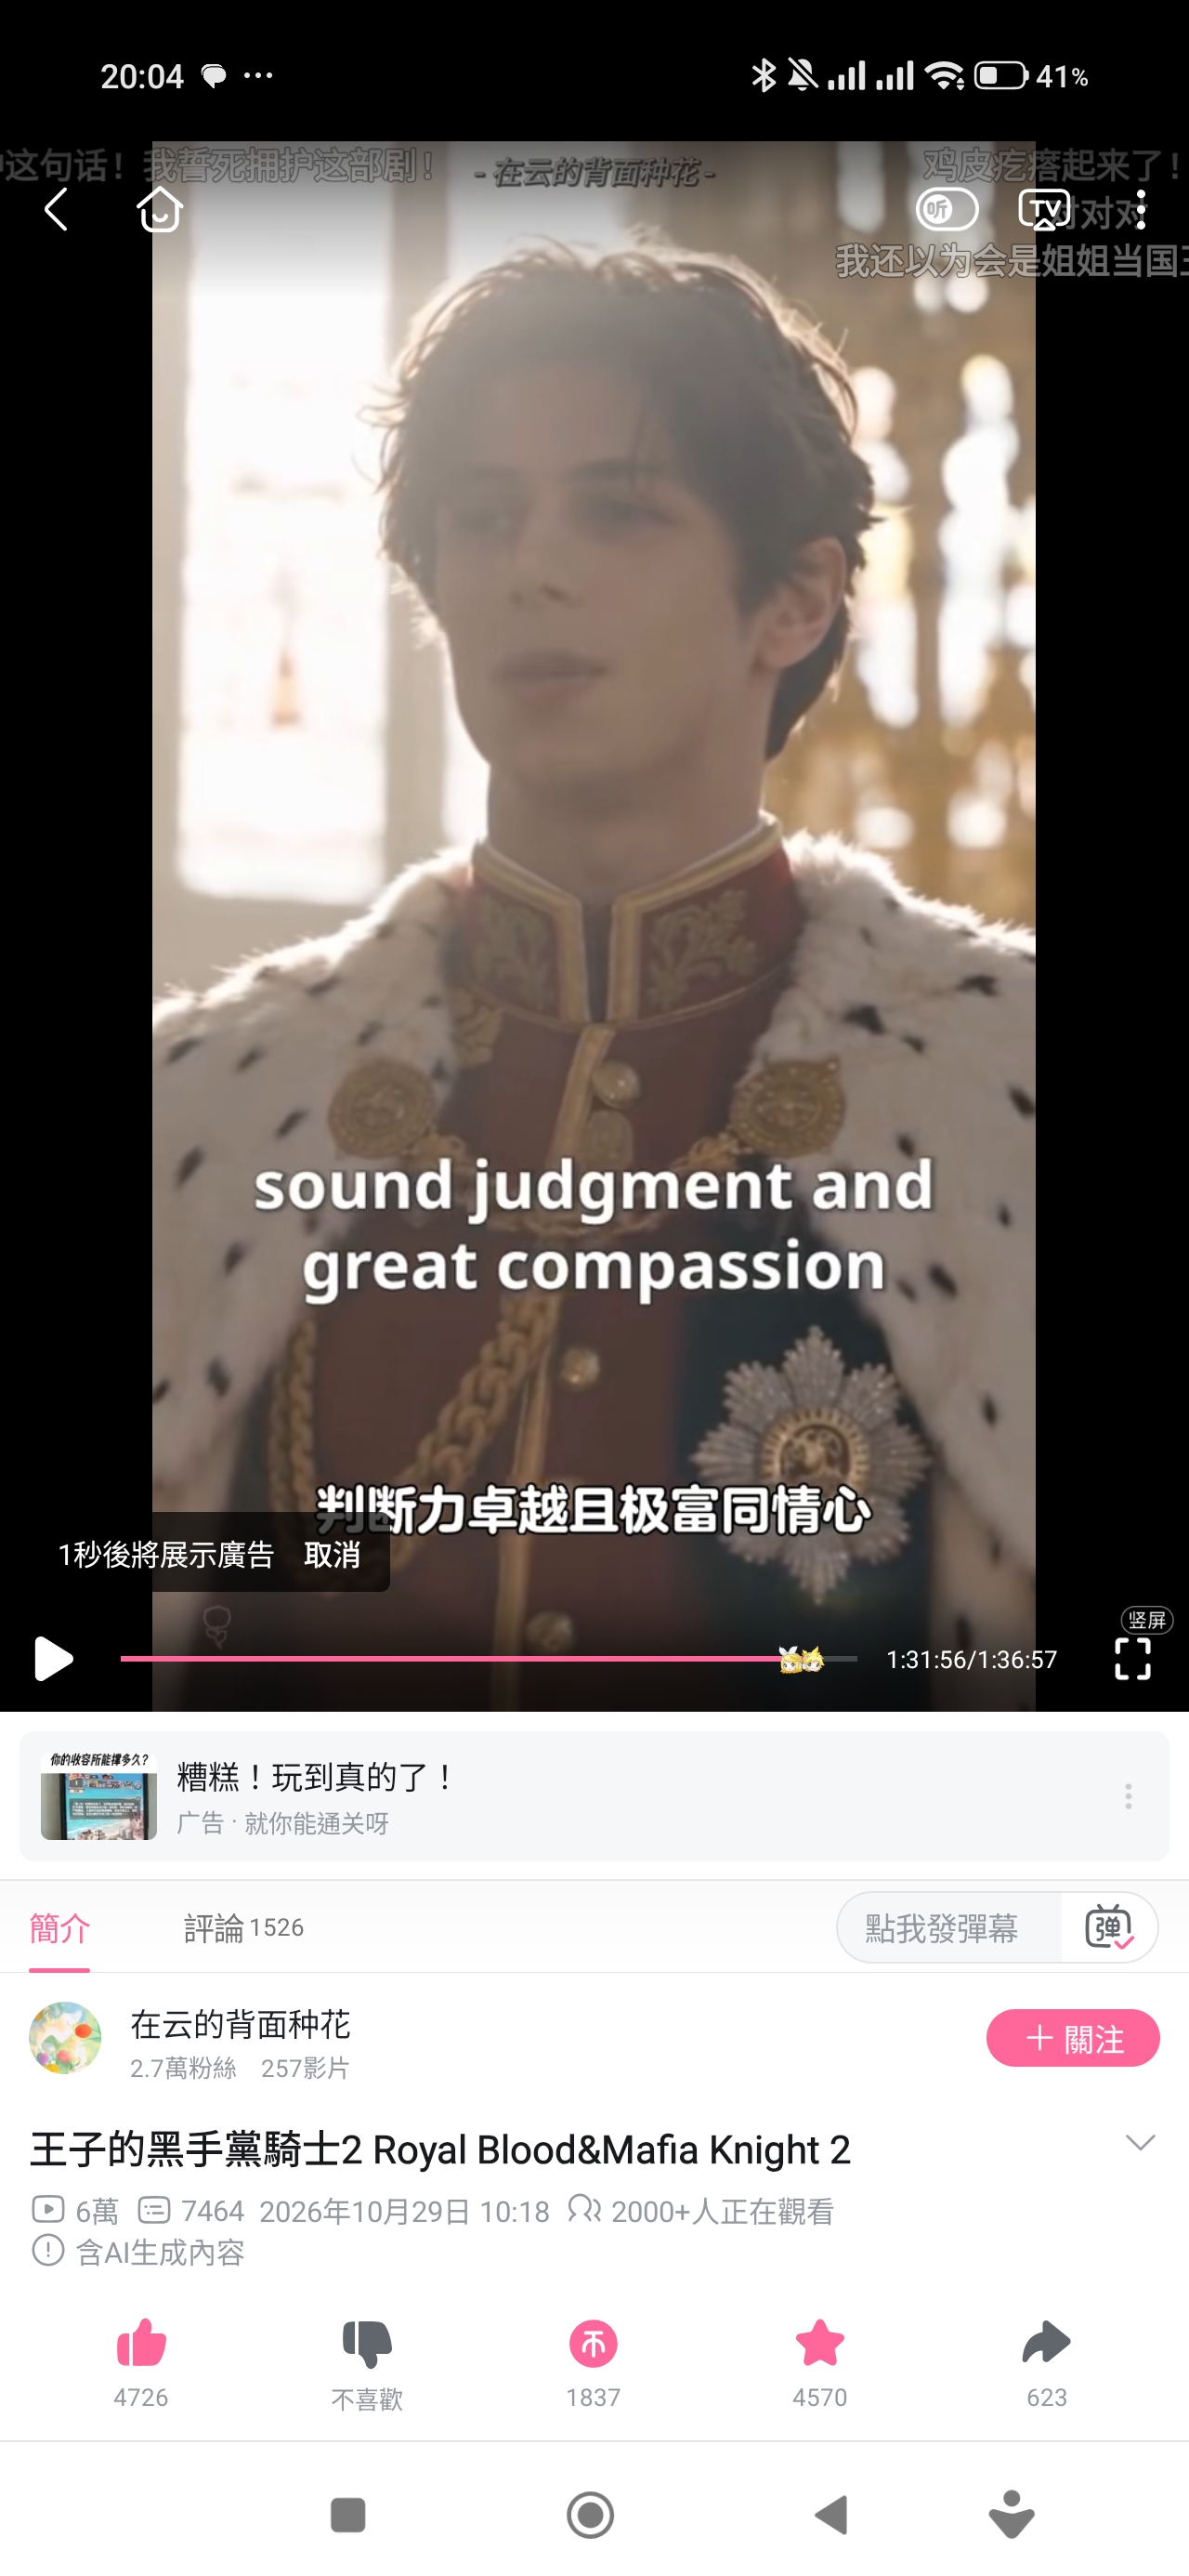 20:04
41%
这句话！我誓死拥护这部剧！
- 在云的背面种花 -
鸡皮疙瘩起来了！
听
TV
对对对
我还以为会是姐姐当国王
sound judgment and
great compassion
判断力卓越且极富同情心
1秒後將展示廣告 取消
竖屏
1:31:56/1:36:57
你的收容所能撑多久?
糟糕！玩到真的了！
广告 · 就你能通关呀
簡介
評論 1526
點我發彈幕
弹
在云的背面种花
2.7萬粉絲 257影片
+ 關注
王子的黑手黨騎士2 Royal Blood&Mafia Knight 2
6萬 7464 2026年10月29日 10:18 2000+人正在觀看
含AI生成內容
4726
不喜歡
1837
4570
623